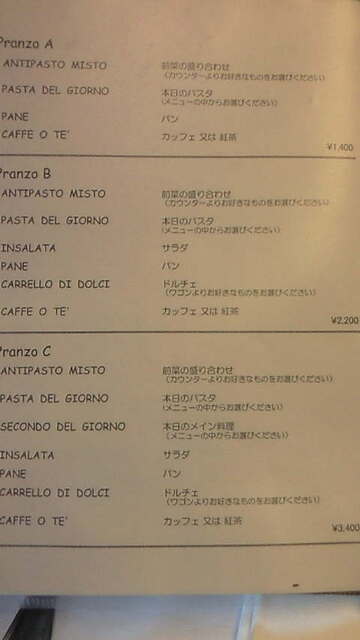 Pranzo A
ANTIPASTO MISTO 前菜の盛り合わせ
(カウンターよりお好きなものをお選びください)
PASTA DEL GIORNO 本日のパスタ
(メニューの中からお選びください)
PANE パン
CAFFE O TE' カッフェ 又は 紅茶
¥1,400
Pranzo B
ANTIPASTO MISTO 前菜の盛り合わせ
(カウンターよりお好きなものをお選びください)
PASTA DEL GIORNO 本日のパスタ
(メニューの中からお選びください)
INSALATA サラダ
PANE パン
CARRELLO DI DOLCI ドルチェ
(ワゴンよりお好きなものをお選びください)
CAFFE O TE' カッフェ 又は 紅茶
¥2,200
Pranzo C
ANTIPASTO MISTO 前菜の盛り合わせ
(カウンターよりお好きなものをお選びください)
PASTA DEL GIORNO 本日のパスタ
(メニューの中からお選びください)
SECONDO DEL GIORNO 本日のメイン料理
(メニューの中からお選びください)
INSALATA サラダ
PANE パン
CARRELLO DI DOLCI ドルチェ
(ワゴンよりお好きなものをお選びください)
CAFFE O TE' カッフェ 又は 紅茶
¥3,400